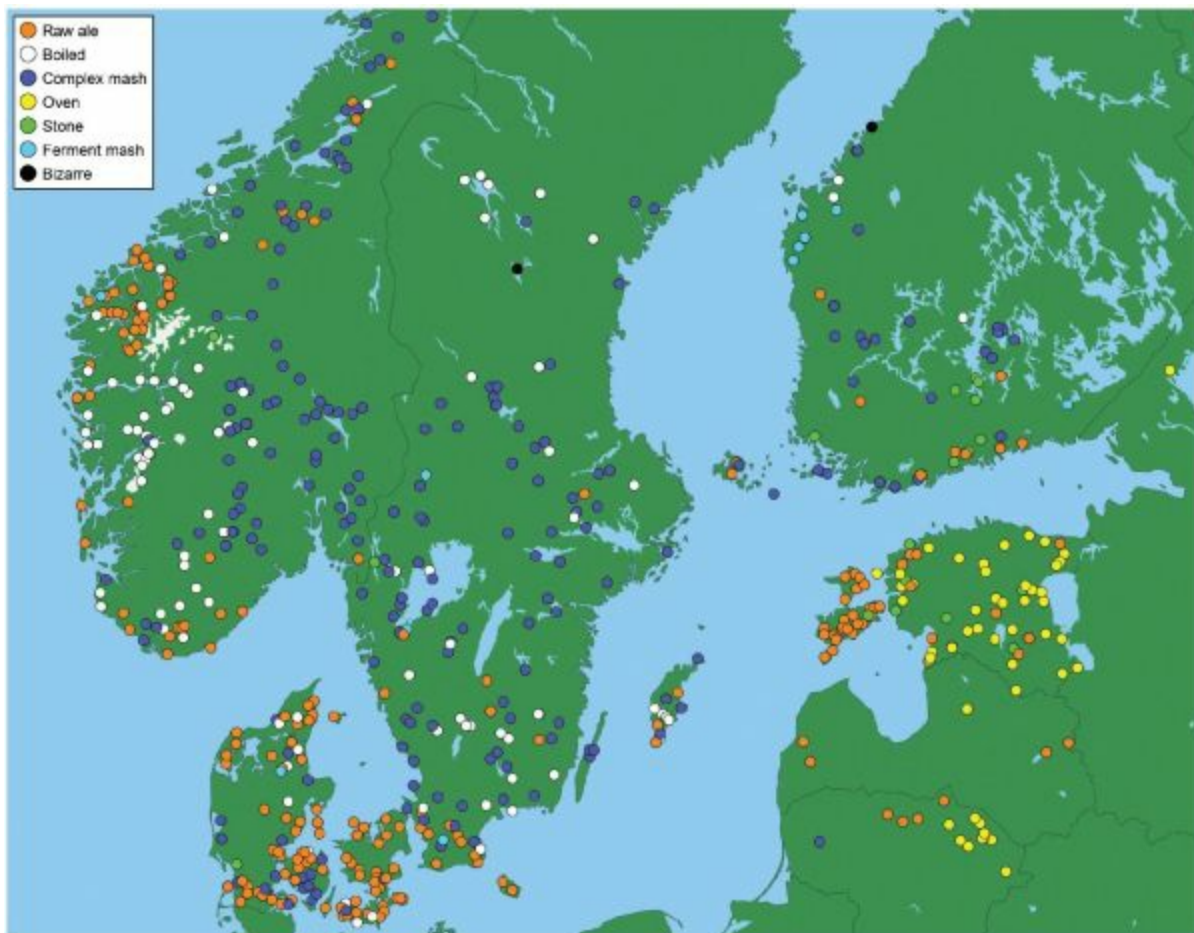 Raw ale
Boiled
Complex mash
Oven
Stone
Ferment mash
Bizarre